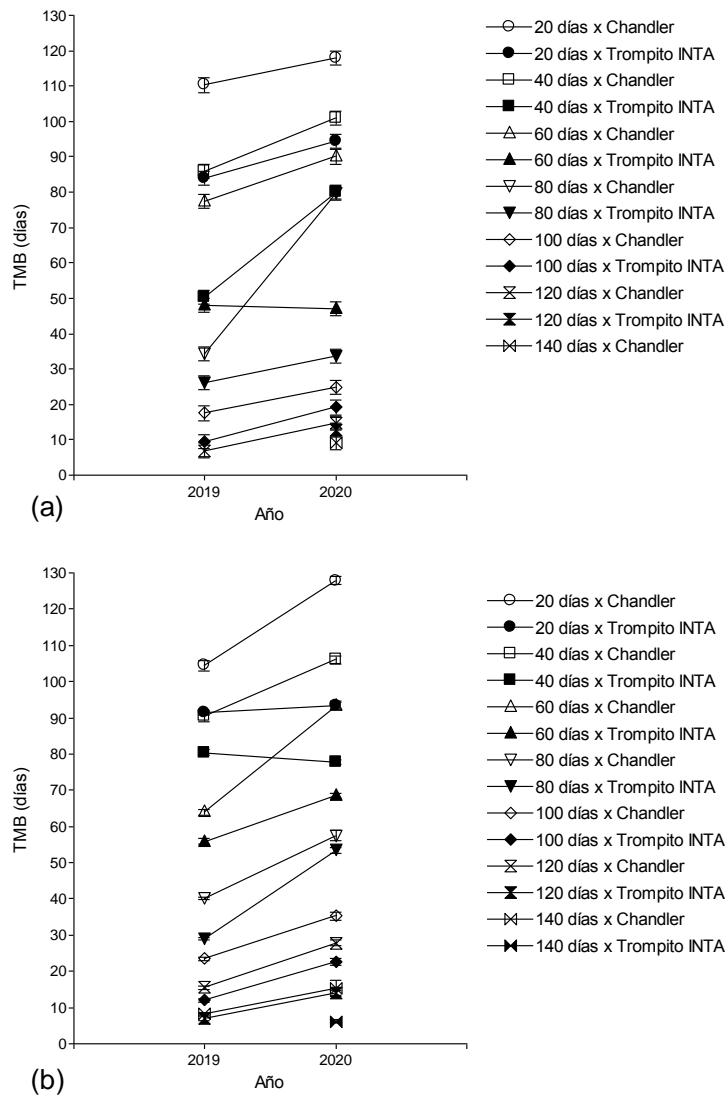 130
120
110
100
90
80
70
60
50
40
30
20
10
0
TMB (días)
2019
2020
Año
(a)
20 días x Chandler
20 días x Trompito INTA
40 días x Chandler
40 días x Trompito INTA
60 días x Chandler
60 días x Trompito INTA
80 días x Chandler
80 días x Trompito INTA
100 días x Chandler
100 días x Trompito INTA
120 días x Chandler
120 días x Trompito INTA
140 días x Chandler
130
120
110
100
90
80
70
60
50
40
30
20
10
0
TMB (días)
2019
2020
Año
(b)
20 días x Chandler
20 días x Trompito INTA
40 días x Chandler
40 días x Trompito INTA
60 días x Chandler
60 días x Trompito INTA
80 días x Chandler
80 días x Trompito INTA
100 días x Chandler
100 días x Trompito INTA
120 días x Chandler
120 días x Trompito INTA
140 días x Chandler
140 días x Trompito INTA